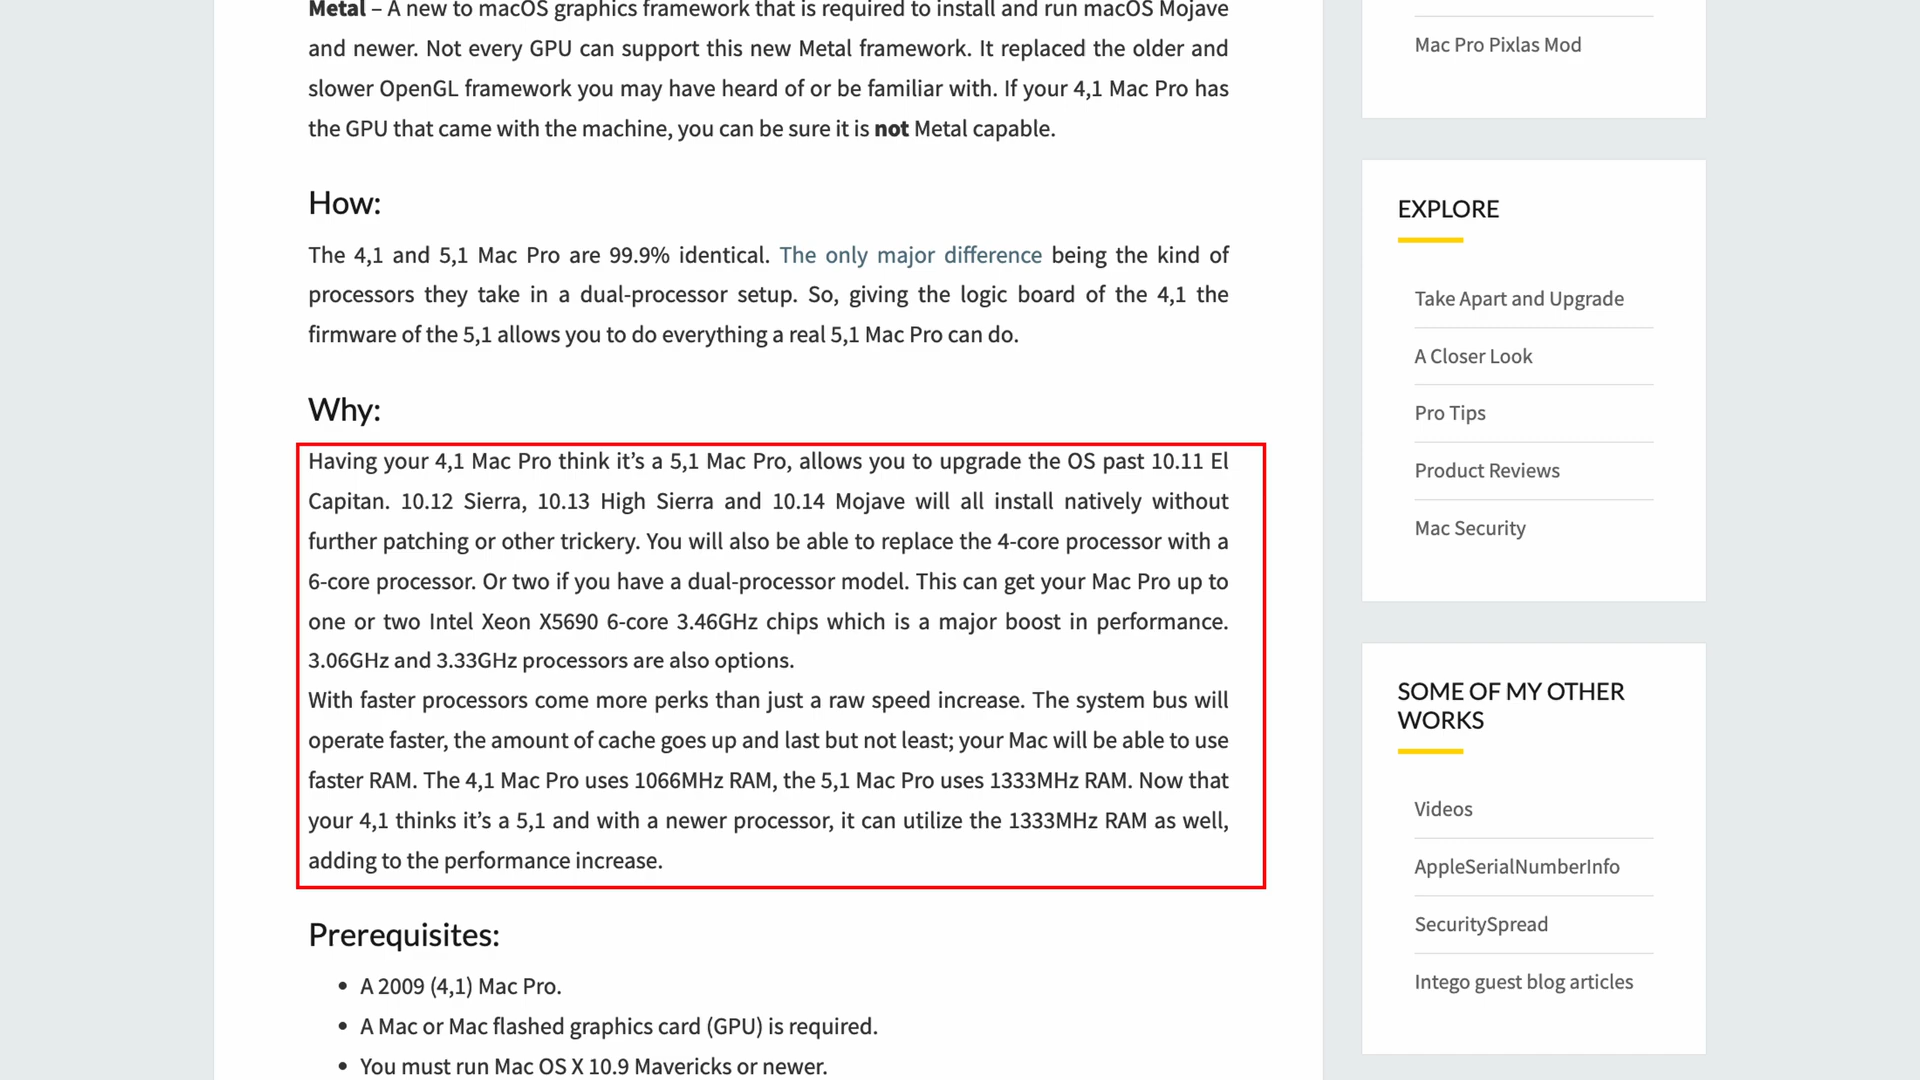 Metal – A new to macOS graphics framework that is required to install and run macOS Mojave
and newer. Not every GPU can support this new Metal framework. It replaced the older and
slower OpenGL framework you may have heard of or be familiar with. If your 4,1 Mac Pro has
the GPU that came with the machine, you can be sure it is not Metal capable.
How:
The 4,1 and 5,1 Mac Pro are 99.9% identical. The only major difference being the kind of
processors they take in a dual-processor setup. So, giving the logic board of the 4,1 the
firmware of the 5,1 allows you to do everything a real 5,1 Mac Pro can do.
Why:
Having your 4,1 Mac Pro think it’s a 5,1 Mac Pro, allows you to upgrade the OS past 10.11 El
Capitan. 10.12 Sierra, 10.13 High Sierra and 10.14 Mojave will all install natively without
further patching or other trickery. You will also be able to replace the 4-core processor with a
6-core processor. Or two if you have a dual-processor model. This can get your Mac Pro up to
one or two Intel Xeon X5690 6-core 3.46GHz chips which is a major boost in performance.
3.06GHz and 3.33GHz processors are also options.
With faster processors come more perks than just a raw speed increase. The system bus will
operate faster, the amount of cache goes up and last but not least; your Mac will be able to use
faster RAM. The 4,1 Mac Pro uses 1066MHz RAM, the 5,1 Mac Pro uses 1333MHz RAM. Now that
your 4,1 thinks it’s a 5,1 and with a newer processor, it can utilize the 1333MHz RAM as well,
adding to the performance increase.
Prerequisites:
• A 2009 (4,1) Mac Pro.
• A Mac or Mac flashed graphics card (GPU) is required.
• You must run Mac OS X 10.9 Mavericks or newer.
Mac Pro Pixlas Mod
EXPLORE
Take Apart and Upgrade
A Closer Look
Pro Tips
Product Reviews
Mac Security
SOME OF MY OTHER
WORKS
Videos
AppleSerialNumberInfo
SecuritySpread
Intego guest blog articles